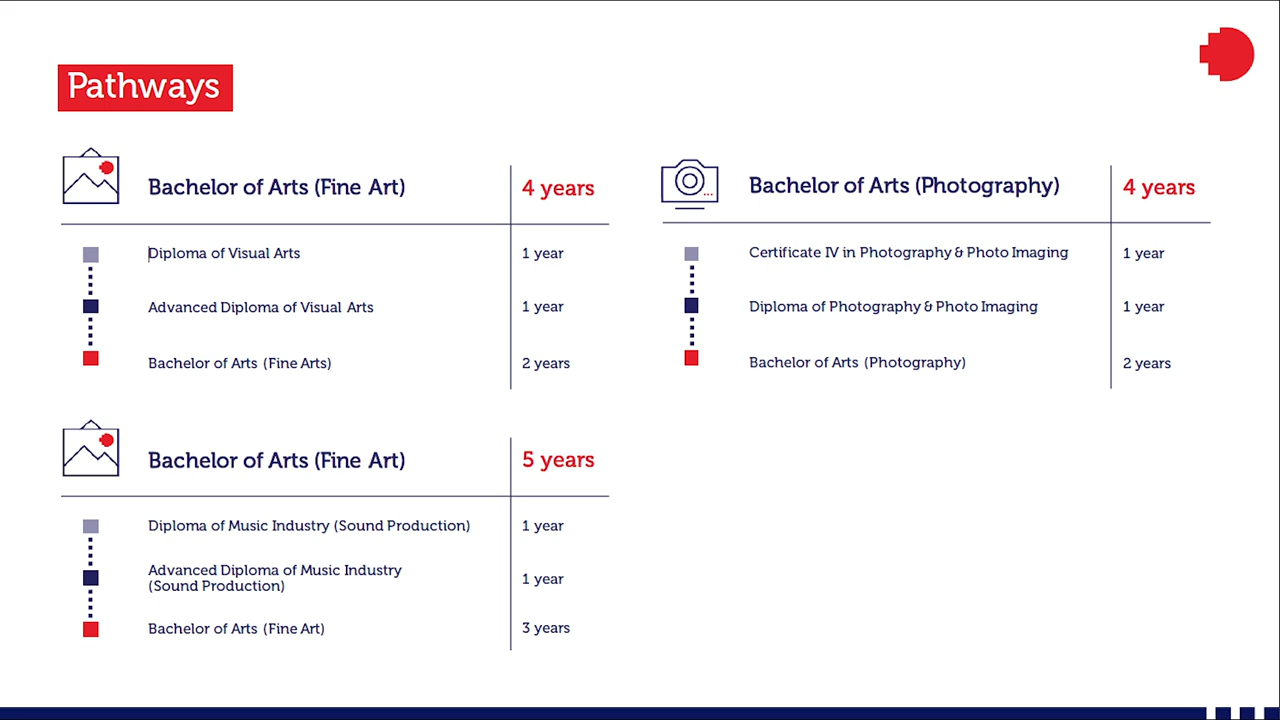 Pathways
Bachelor of Arts (Fine Art)
4 years
Diploma of Visual Arts
1 year
Advanced Diploma of Visual Arts
1 year
Bachelor of Arts (Fine Arts)
2 years
Bachelor of Arts (Photography)
4 years
Certificate IV in Photography & Photo Imaging
1 year
Diploma of Photography & Photo Imaging
1 year
Bachelor of Arts (Photography)
2 years
Bachelor of Arts (Fine Art)
5 years
Diploma of Music Industry (Sound Production)
1 year
Advanced Diploma of Music Industry
(Sound Production)
1 year
Bachelor of Arts (Fine Art)
3 years